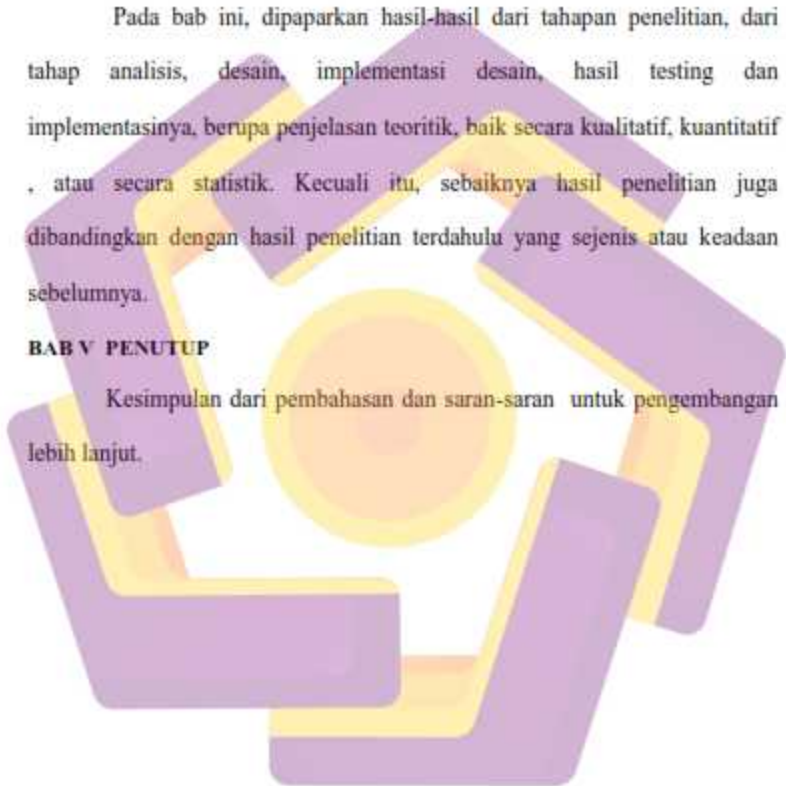 Pada bab ini, dipaparkan hasil-hasil dari tahapan penelitian, dari
tahap analisis, desain, implementasi desain, hasil testing dan
implementasinya, berupa penjelasan teoritik, baik secara kualitatif, kuantitatif
, atau secara statistik. Kecuali itu, sebaiknya hasil penelitian juga
dibandingkan dengan hasil penelitian terdahulu yang sejenis atau keadaan
sebelumnya.
BAB V PENUTUP
Kesimpulan dari pembahasan dan saran-saran untuk pengembangan
lebih lanjut.